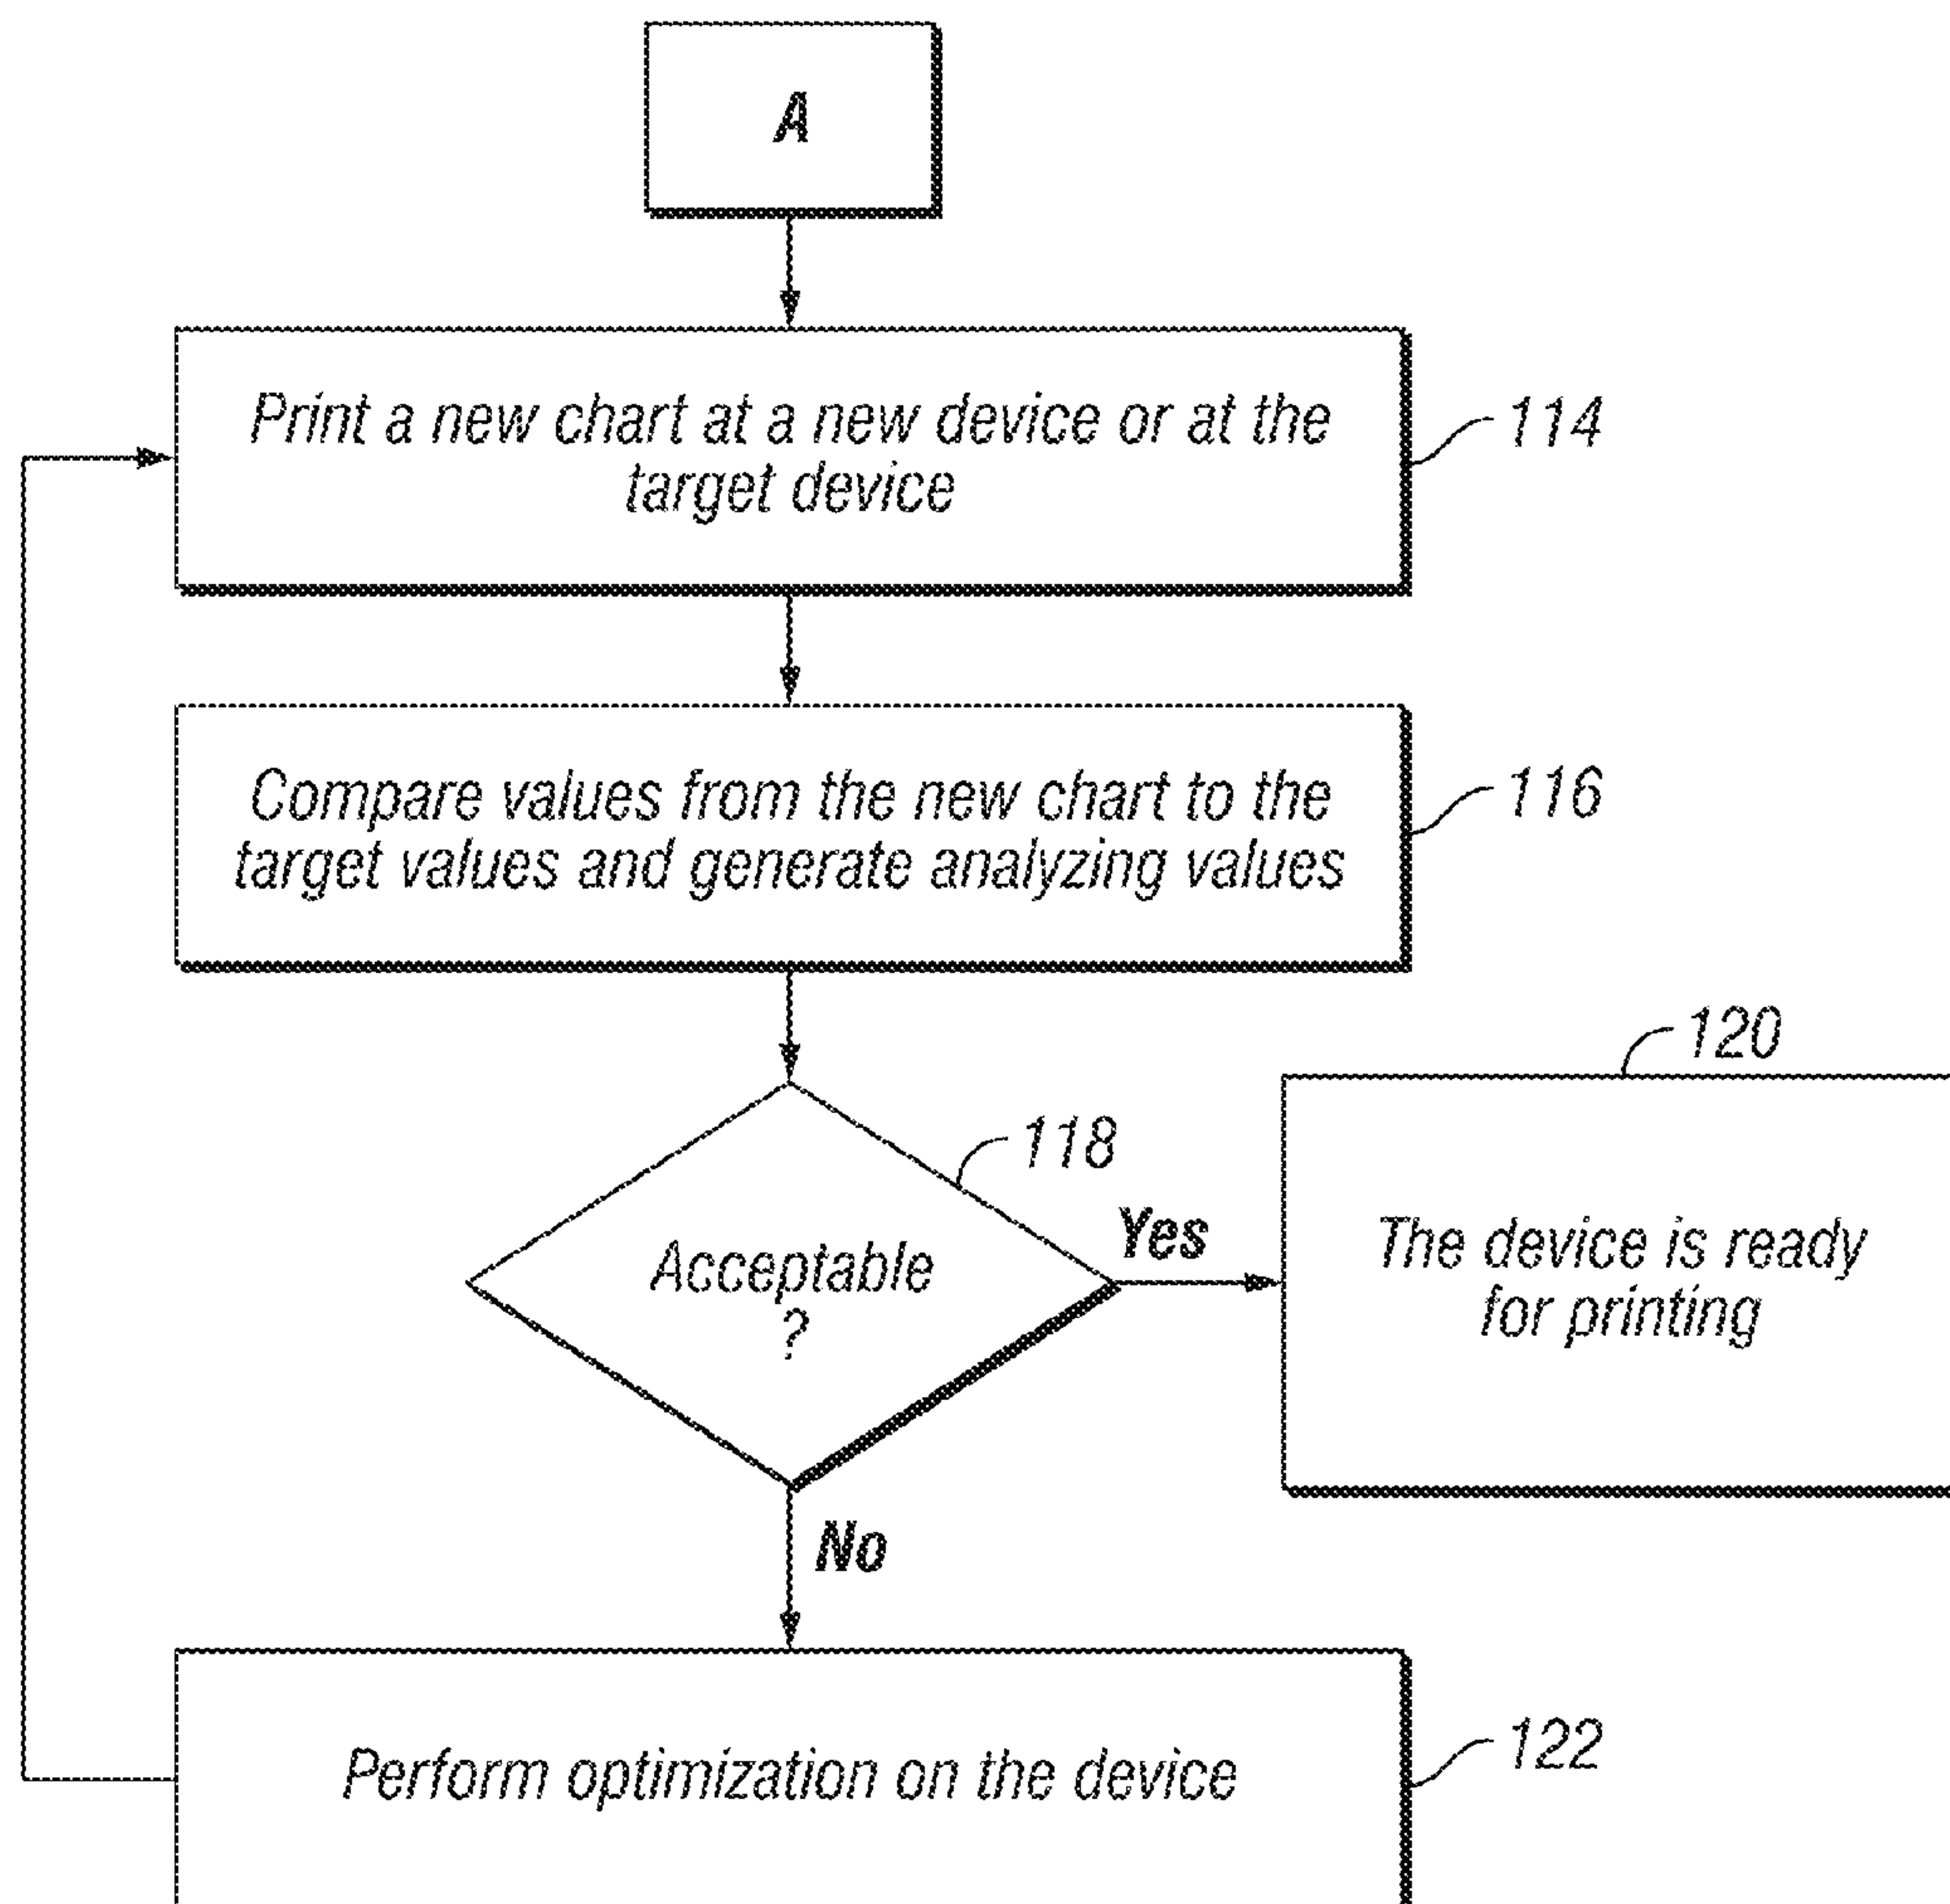 A
Print a new chart at a new device or at the
target device
114
Compare values from the new chart to the
target values and generate analyzing values
116
120
118
Acceptable
?
Yes
The device is ready
for printing
No
Perform optimization on the device
122